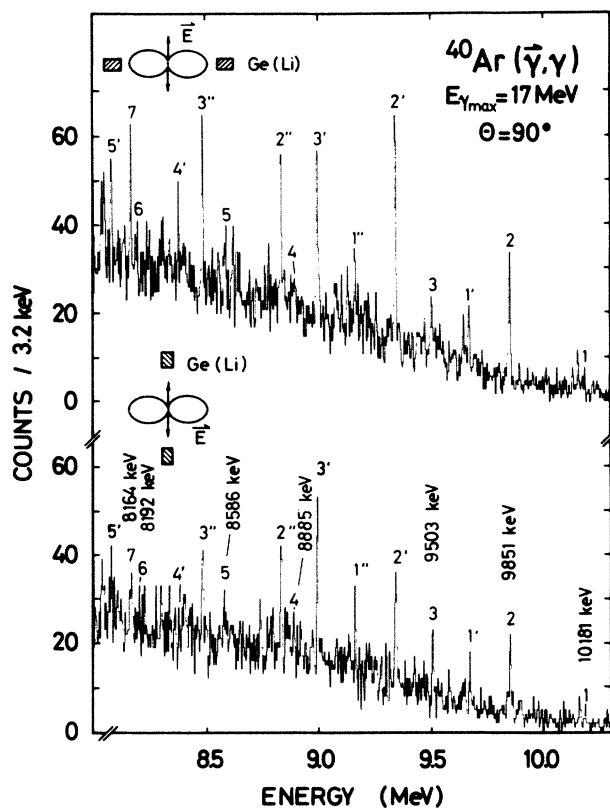 E⃗
Ge (Li)
⁴⁰Ar (γ⃗,γ)
Eγmax = 17 MeV
Θ = 90°
5' 7 6 4' 3'' 5 2'' 4 3' 1'' 2' 3 1' 2 1
60
40
20
0
COUNTS / 3.2 keV
Ge (Li)
E⃗
5' 7 6 4' 3'' 5 2'' 4 3' 1'' 2' 3 1' 2 1
8164 keV
8192 keV
8586 keV
8885 keV
9503 keV
9851 keV
10181 keV
60
40
20
0
8.5 9.0 9.5 10.0
ENERGY (MeV)